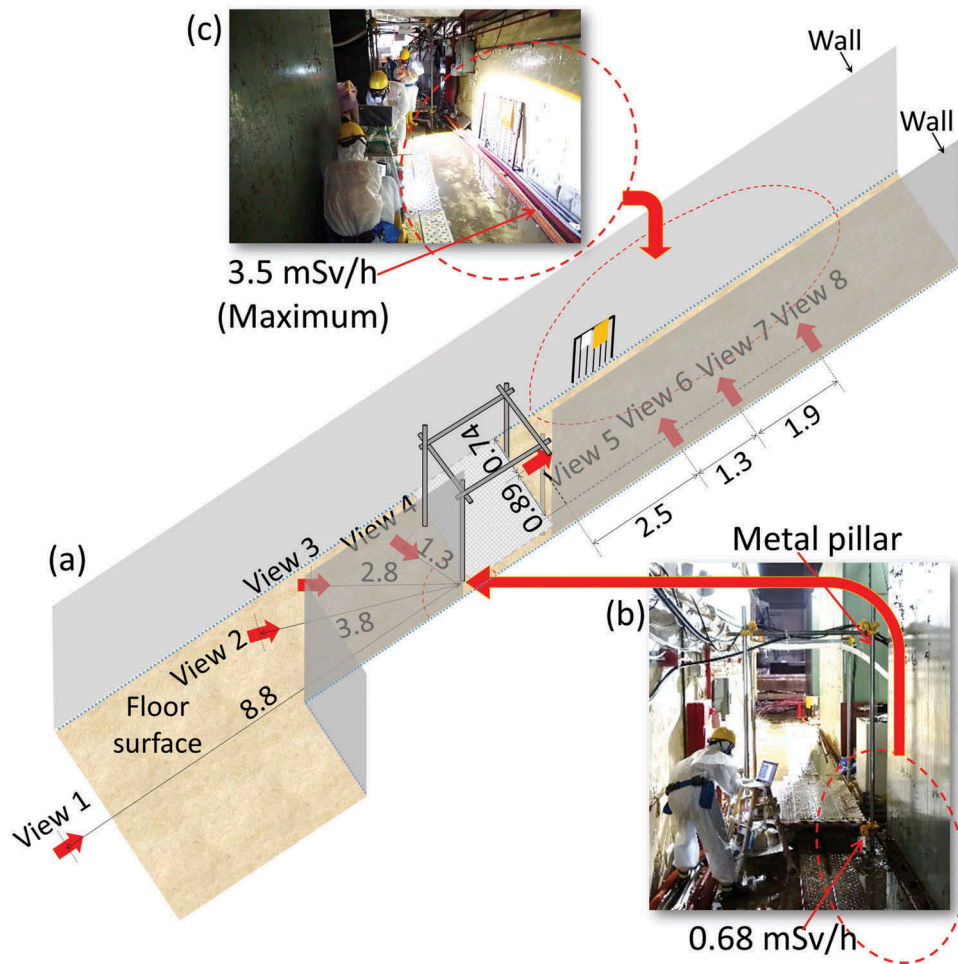 (c)
Wall
Wall
3.5 mSv/h
(Maximum)
View 8
View 7
View 6
View 5
1.9
1.3
2.5
0.74
0.89
View 4
1.3
(a)
View 3
2.8
Metal pillar
(b)
View 2
3.8
Floor
surface
8.8
View 1
0.68 mSv/h